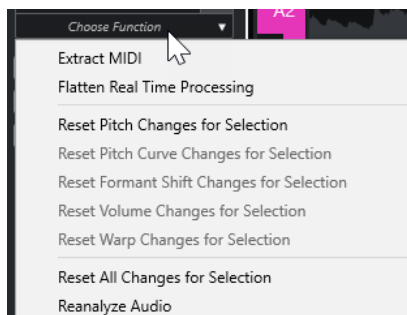 Choose Function
A2
Extract MIDI
Flatten Real Time Processing
Reset Pitch Changes for Selection
Reset Pitch Curve Changes for Selection
Reset Formant Shift Changes for Selection
Reset Volume Changes for Selection
Reset Warp Changes for Selection
Reset All Changes for Selection
Reanalyze Audio